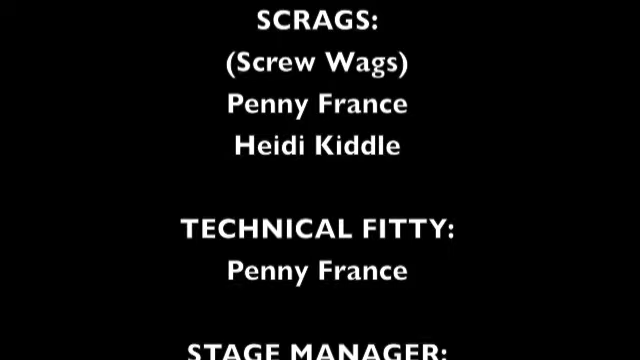 SCRAGS:
(Screw Wags)
Penny France
Heidi Kiddle
TECHNICAL FITTY:
Penny France
STAGE MANAGER: